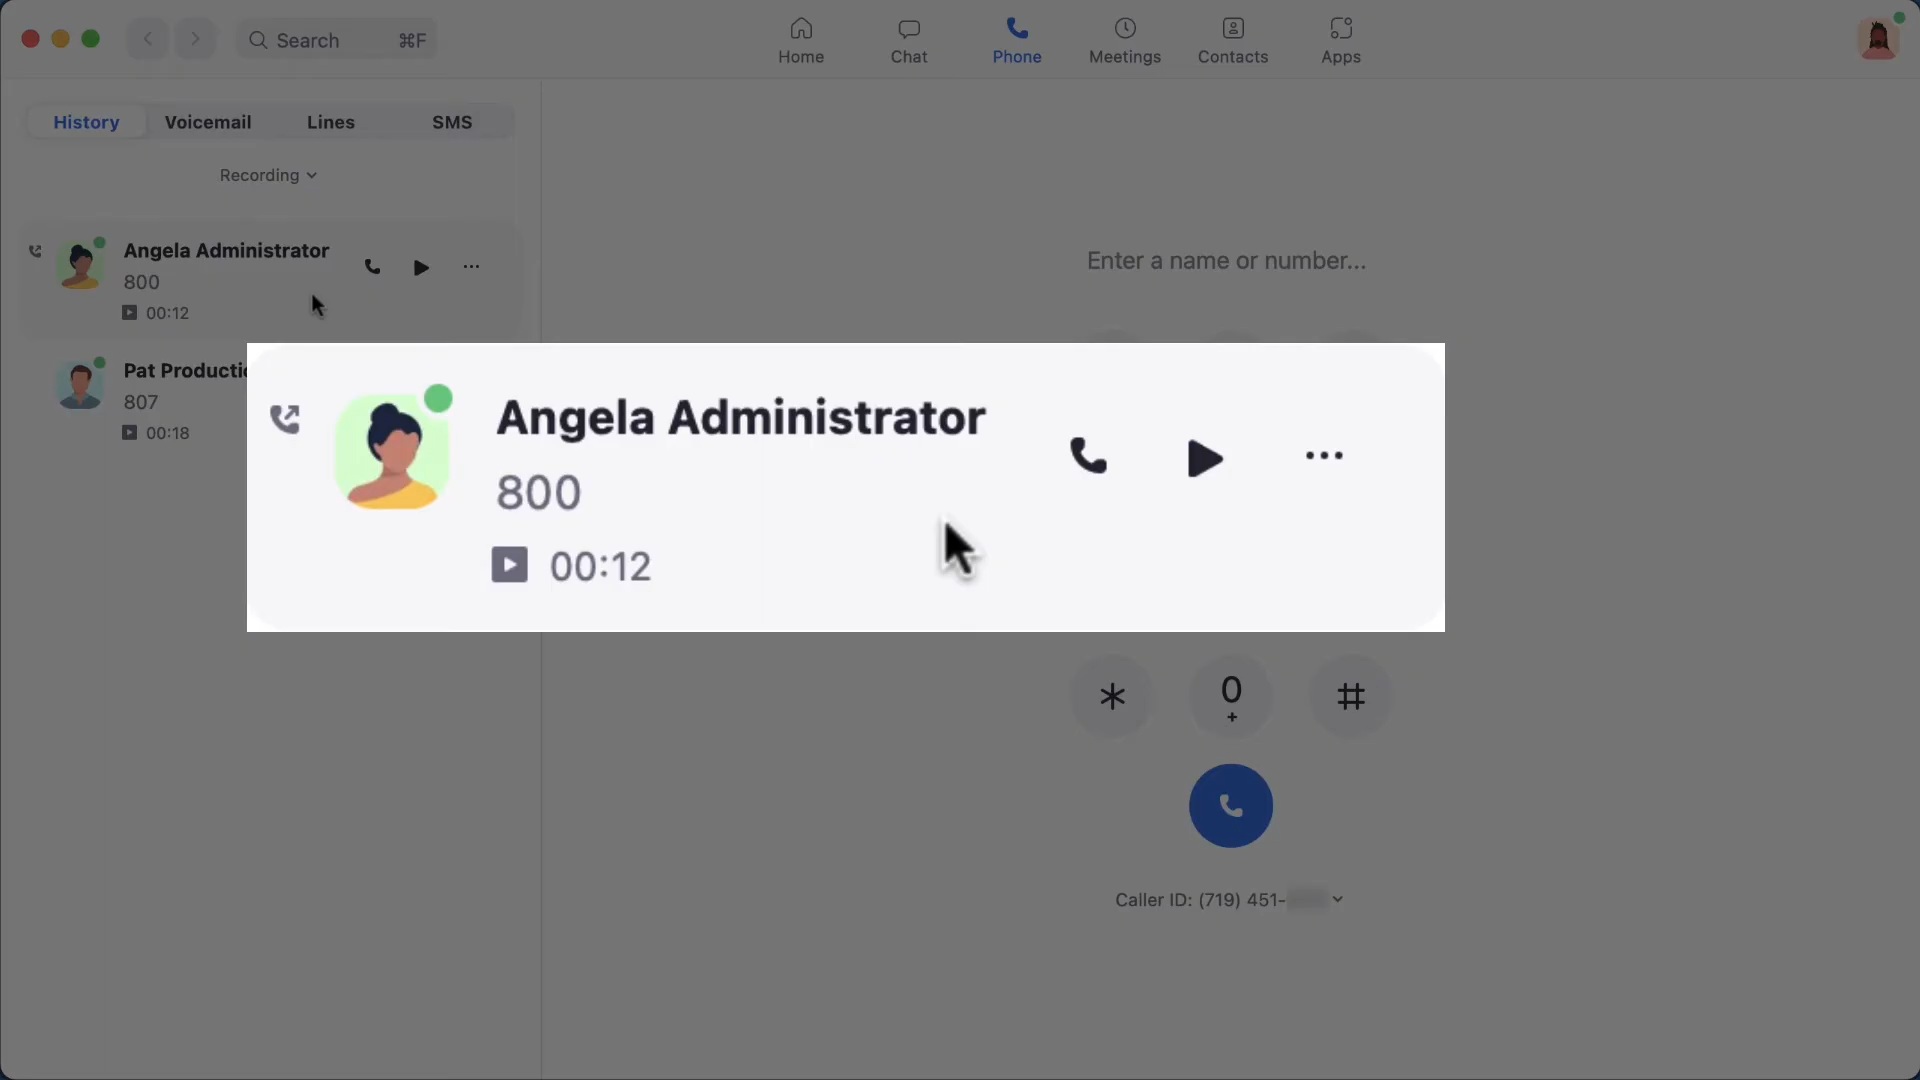 Search ⌘F
Home
Chat
Phone
Meetings
Contacts
Apps
History Voicemail Lines SMS
Recording
Angela Administrator
800
00:12
Pat Producti
807
00:18
Enter a name or number...
Angela Administrator
800
00:12
* 0 #
+
Caller ID: (719) 451-